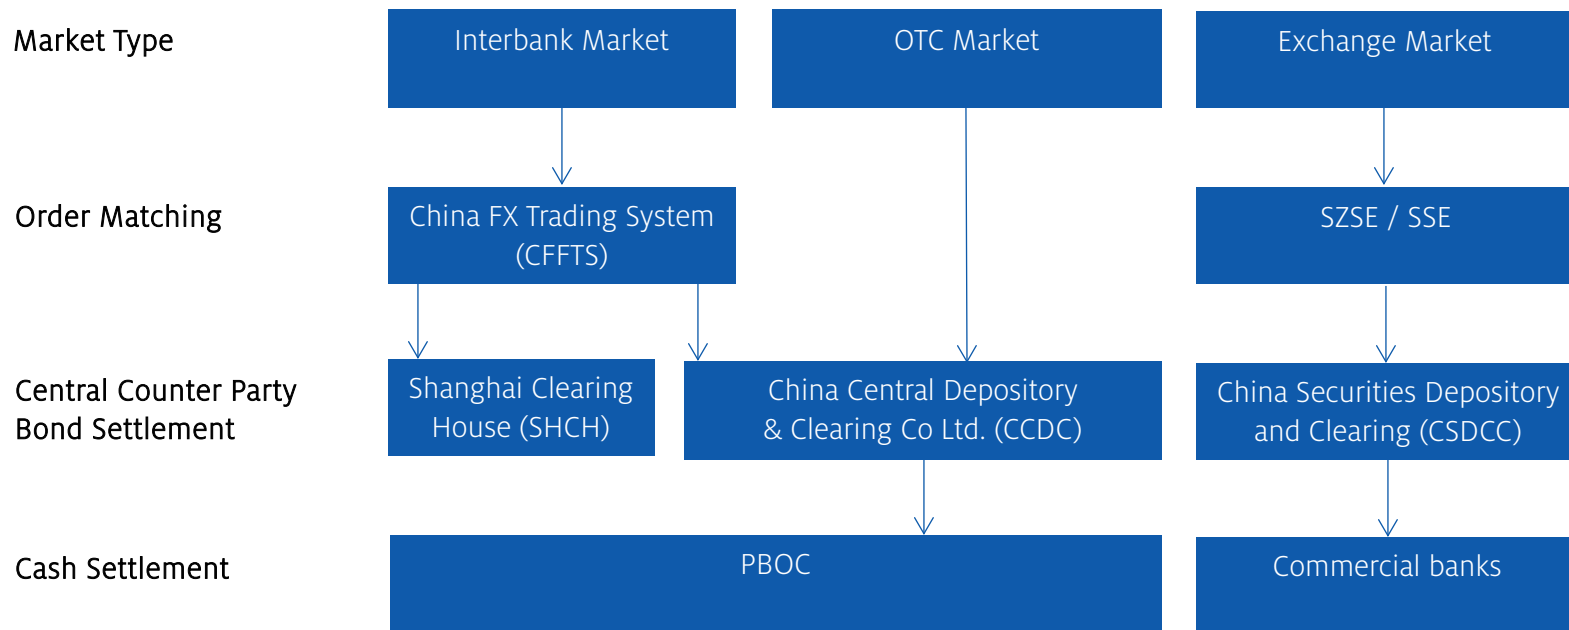 Market Type
Interbank Market
OTC Market
Exchange Market
Order Matching
China FX Trading System
(CFFTS)
SZSE / SSE
Central Counter Party
Bond Settlement
Shanghai Clearing
House (SHCH)
China Central Depository
& Clearing Co Ltd. (CCDC)
China Securities Depository
and Clearing (CSDCC)
Cash Settlement
PBOC
Commercial banks